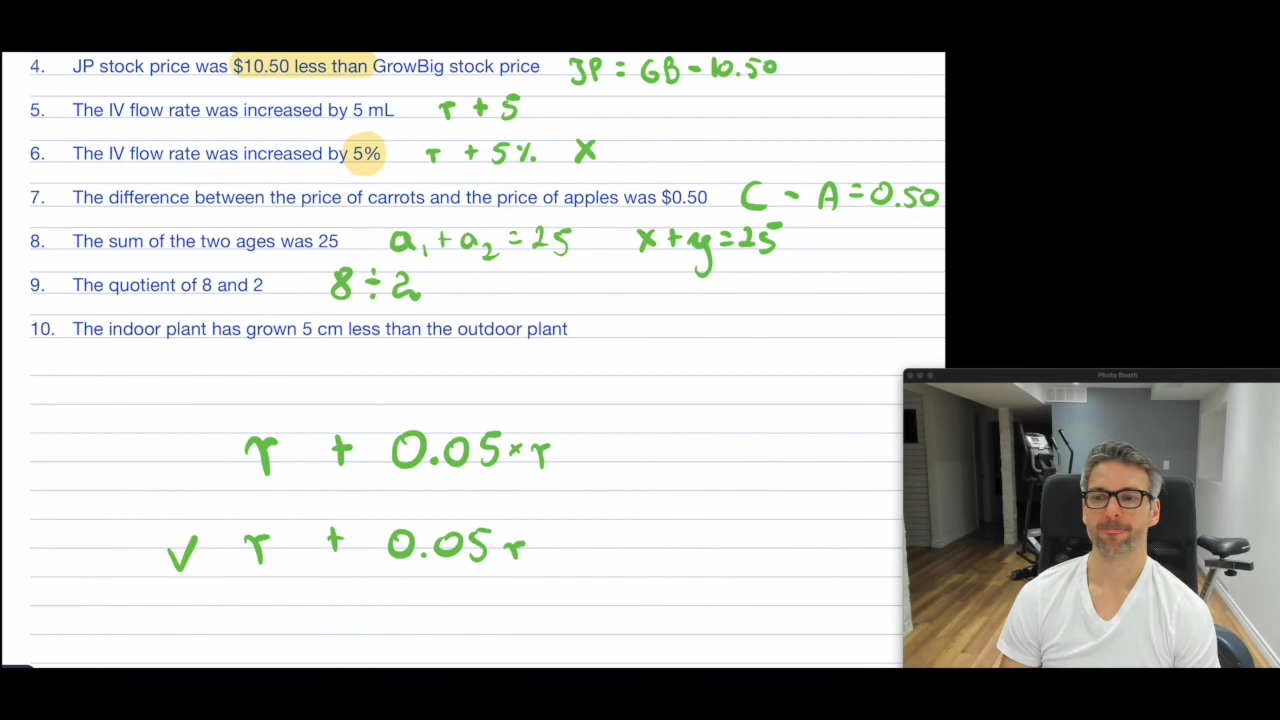 4. JP stock price was $10.50 less than GrowBig stock price JP = GB - 10.50
5. The IV flow rate was increased by 5 mL r + 5
6. The IV flow rate was increased by 5% r + 5% X
7. The difference between the price of carrots and the price of apples was $0.50 C - A = 0.50
8. The sum of the two ages was 25 a₁ + a₂ = 25 x + y = 25
9. The quotient of 8 and 2 8 ÷ 2
10. The indoor plant has grown 5 cm less than the outdoor plant
Photo Booth
r + 0.05 × r
✓ r + 0.05 r